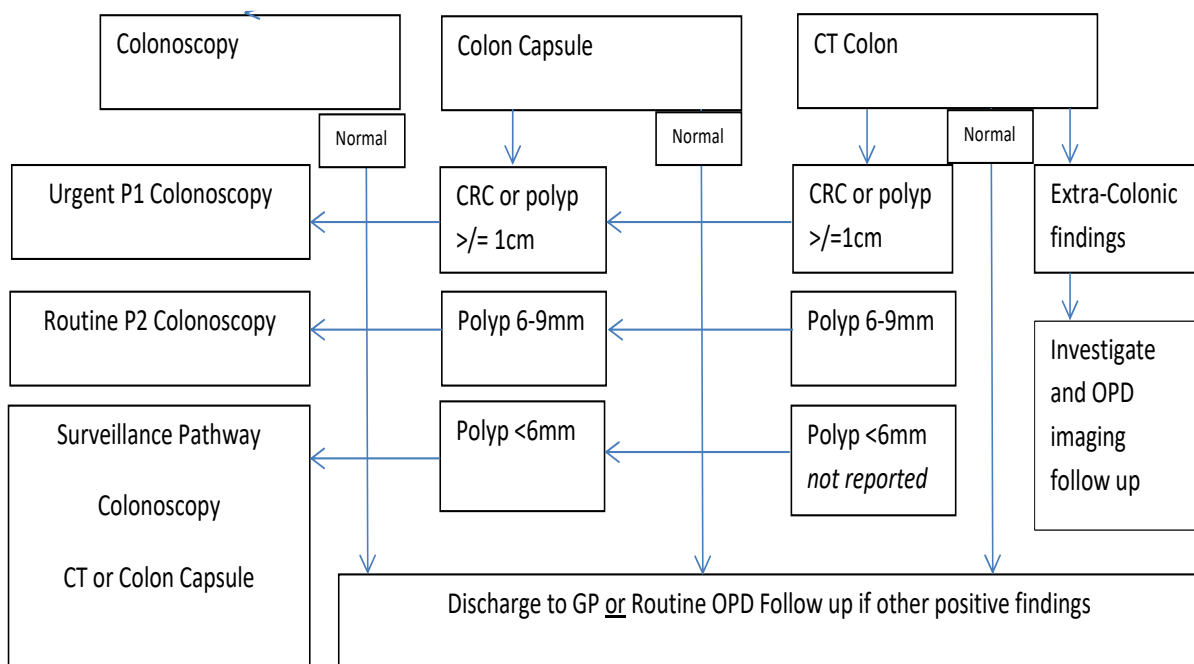 Colonoscopy
Colon Capsule
CT Colon
Normal
Normal
Normal
Urgent P1 Colonoscopy
CRC or polyp
>/= 1cm
CRC or polyp
>/=1cm
Extra-Colonic
findings
Routine P2 Colonoscopy
Polyp 6-9mm
Polyp 6-9mm
Investigate
and OPD
imaging
follow up
Surveillance Pathway
Colonoscopy
CT or Colon Capsule
Polyp <6mm
Polyp <6mm
not reported
Discharge to GP or Routine OPD Follow up if other positive findings